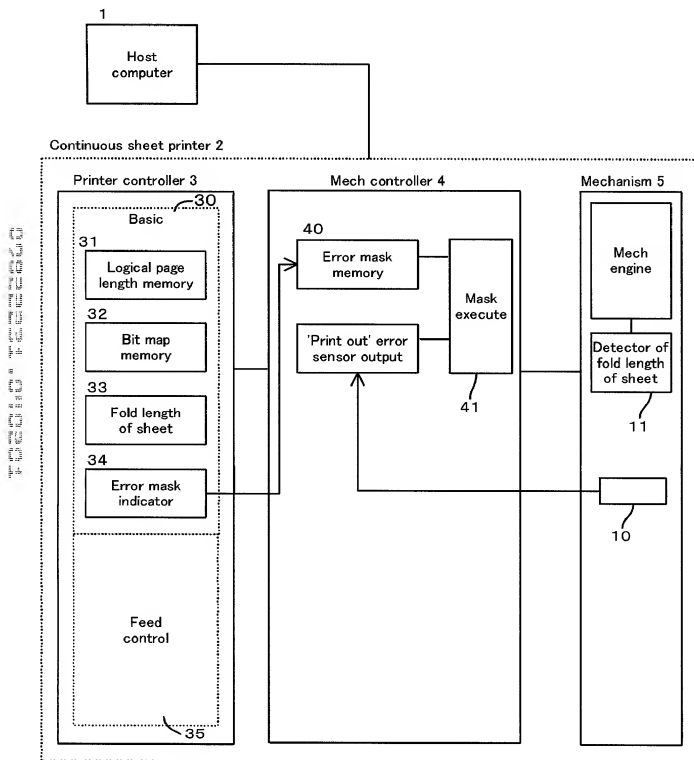 1
Host
computer
Continuous sheet printer 2
Printer controller 3
Mech controller 4
Mechanism 5
30
Basic
31
Logical page
length memory
32
Bit map
memory
33
Fold length
of sheet
34
Error mask
indicator
Feed
control
35
40
Error mask
memory
'Print out' error
sensor output
Mask
execute
41
Mech
engine
Detector of
fold length
of sheet
11
10